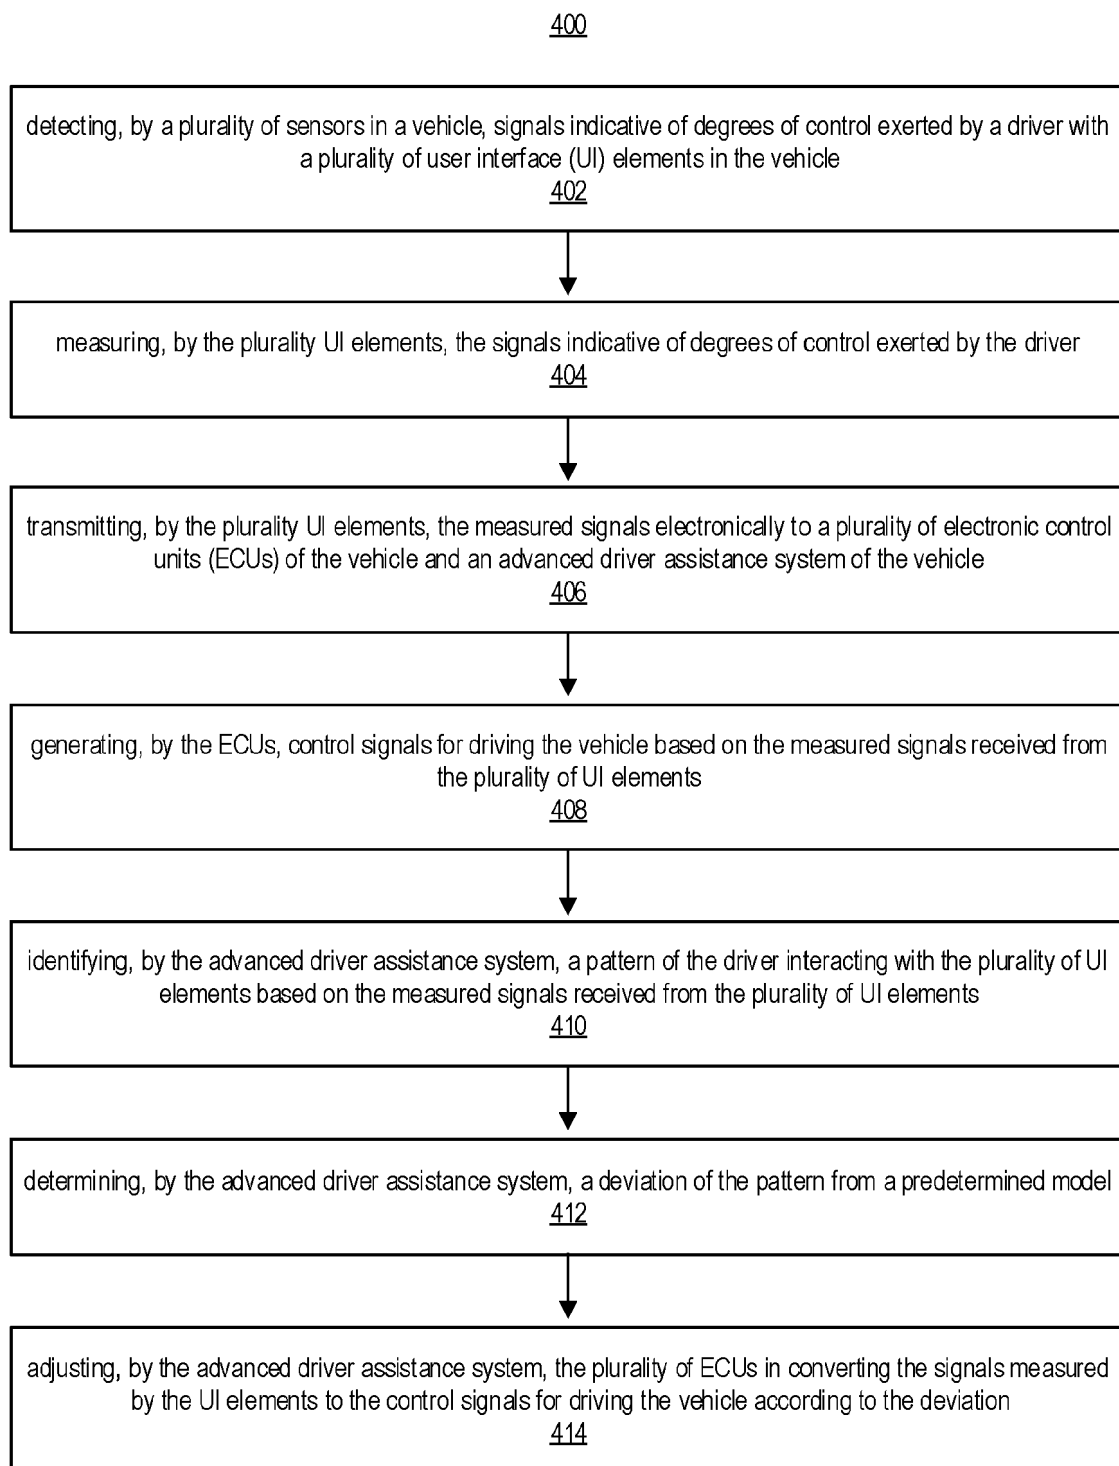 400
detecting, by a plurality of sensors in a vehicle, signals indicative of degrees of control exerted by a driver with
a plurality of user interface (UI) elements in the vehicle
402
measuring, by the plurality UI elements, the signals indicative of degrees of control exerted by the driver
404
transmitting, by the plurality UI elements, the measured signals electronically to a plurality of electronic control
units (ECUs) of the vehicle and an advanced driver assistance system of the vehicle
406
generating, by the ECUs, control signals for driving the vehicle based on the measured signals received from
the plurality of UI elements
408
identifying, by the advanced driver assistance system, a pattern of the driver interacting with the plurality of UI
elements based on the measured signals received from the plurality of UI elements
410
determining, by the advanced driver assistance system, a deviation of the pattern from a predetermined model
412
adjusting, by the advanced driver assistance system, the plurality of ECUs in converting the signals measured
by the UI elements to the control signals for driving the vehicle according to the deviation
414